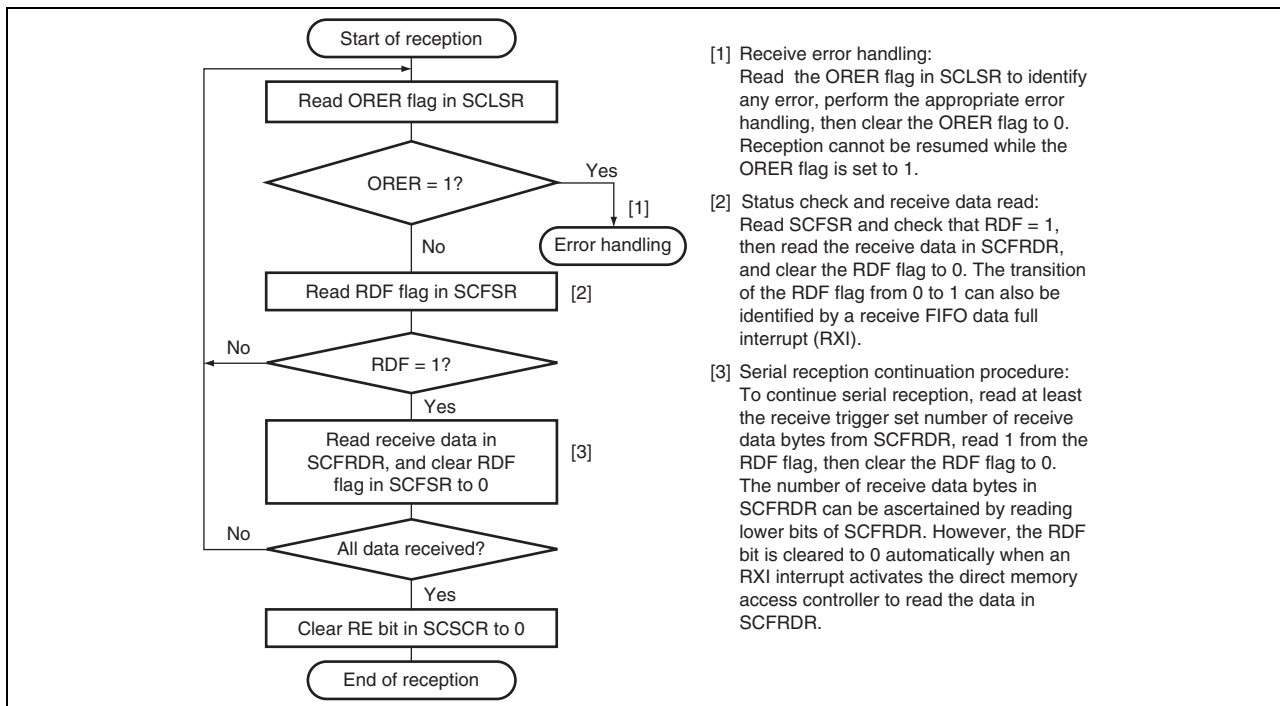 Start of reception
Read ORER flag in SCLSR
ORER = 1?
Yes
[1]
Error handling
No
Read RDF flag in SCFSR
[2]
No
RDF = 1?
Yes
Read receive data in
SCFRDR, and clear RDF
flag in SCFSR to 0
[3]
No
All data received?
Yes
Clear RE bit in SCSCR to 0
End of reception
[1] Receive error handling:
Read the ORER flag in SCLSR to identify
any error, perform the appropriate error
handling, then clear the ORER flag to 0.
Reception cannot be resumed while the
ORER flag is set to 1.
[2] Status check and receive data read:
Read SCFSR and check that RDF = 1,
then read the receive data in SCFRDR,
and clear the RDF flag to 0. The transition
of the RDF flag from 0 to 1 can also be
identified by a receive FIFO data full
interrupt (RXI).
[3] Serial reception continuation procedure:
To continue serial reception, read at least
the receive trigger set number of receive
data bytes from SCFRDR, read 1 from the
RDF flag, then clear the RDF flag to 0.
The number of receive data bytes in
SCFRDR can be ascertained by reading
lower bits of SCFRDR. However, the RDF
bit is cleared to 0 automatically when an
RXI interrupt activates the direct memory
access controller to read the data in
SCFRDR.